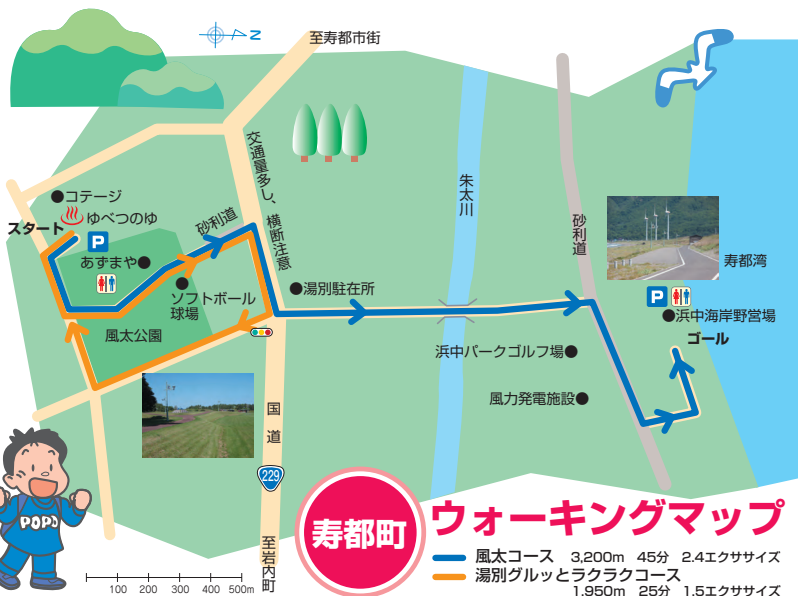 N
至寿都市街
交通量多し、横断注意
コテージ
ゆべつのゆ
スタート
P
あずまや
砂利道
ソフトボール
球場
風太公園
湯別駐在所
朱太川
砂利道
寿都湾
P
浜中海岸野営場
ゴール
浜中パークゴルフ場
風力発電施設
国道
229
至岩内町
POPO
100 200 300 400 500m
寿都町
ウォーキングマップ
風太コース 3,200m 45分 2.4エクササイズ
湯別グルッとラクラクコース
1,950m 25分 1.5エクササイズ